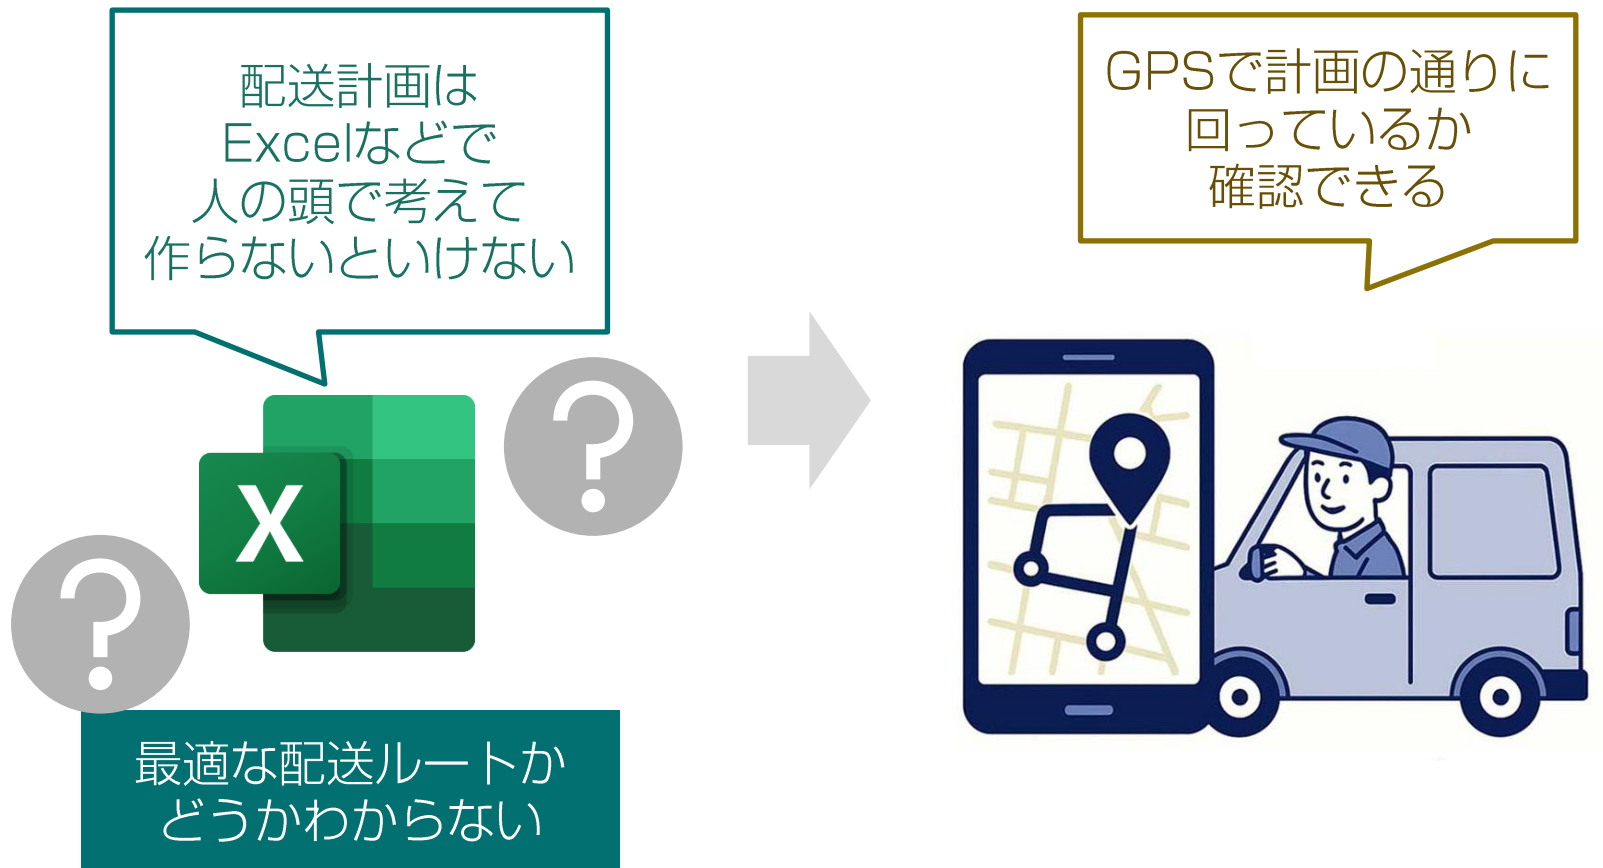 配送計画は
Excelなどで
人の頭で考えて
作らないといけない
GPSで計画の通りに
回っているか
確認できる
?
X
?
最適な配送ルートか
どうかわからない